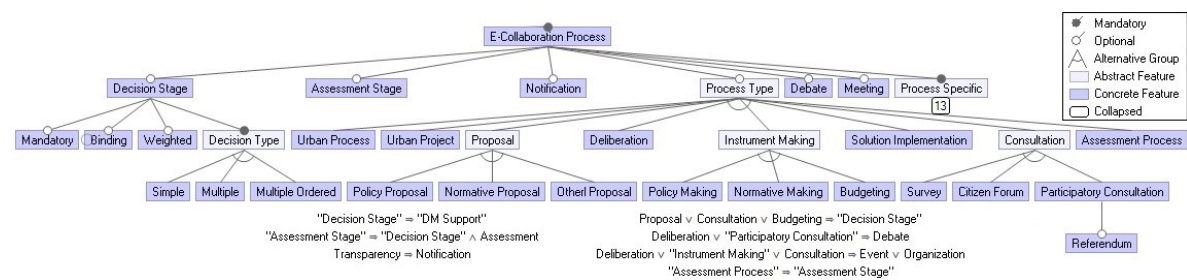 E-Collaboration Process
Mandatory
Optional
Alternative Group
Abstract Feature
Concrete Feature
Collapsed
Decision Stage Assessment Stage Notification Process Type Debate Meeting Process Specific
13
Mandatory Binding Weighted Decision Type Urban Process Urban Project Proposal Deliberation Instrument Making Solution Implementation Consultation Assessment Process
Simple Multiple Multiple Ordered Policy Proposal Normative Proposal Otherl Proposal Policy Making Normative Making Budgeting Survey Citizen Forum Participatory Consultation
Referendum
"Decision Stage" ⇒ "DM Support"
"Assessment Stage" ⇒ "Decision Stage" ∧ Assessment
Transparency ⇒ Notification
Proposal ∨ Consultation ∨ Budgeting ⇒ "Decision Stage"
Deliberation ∨ "Participatory Consultation" ⇒ Debate
Deliberation ∨ "Instrument Making" ∨ Consultation ⇒ Event ∨ Organization
"Assessment Process" ⇒ "Assessment Stage"